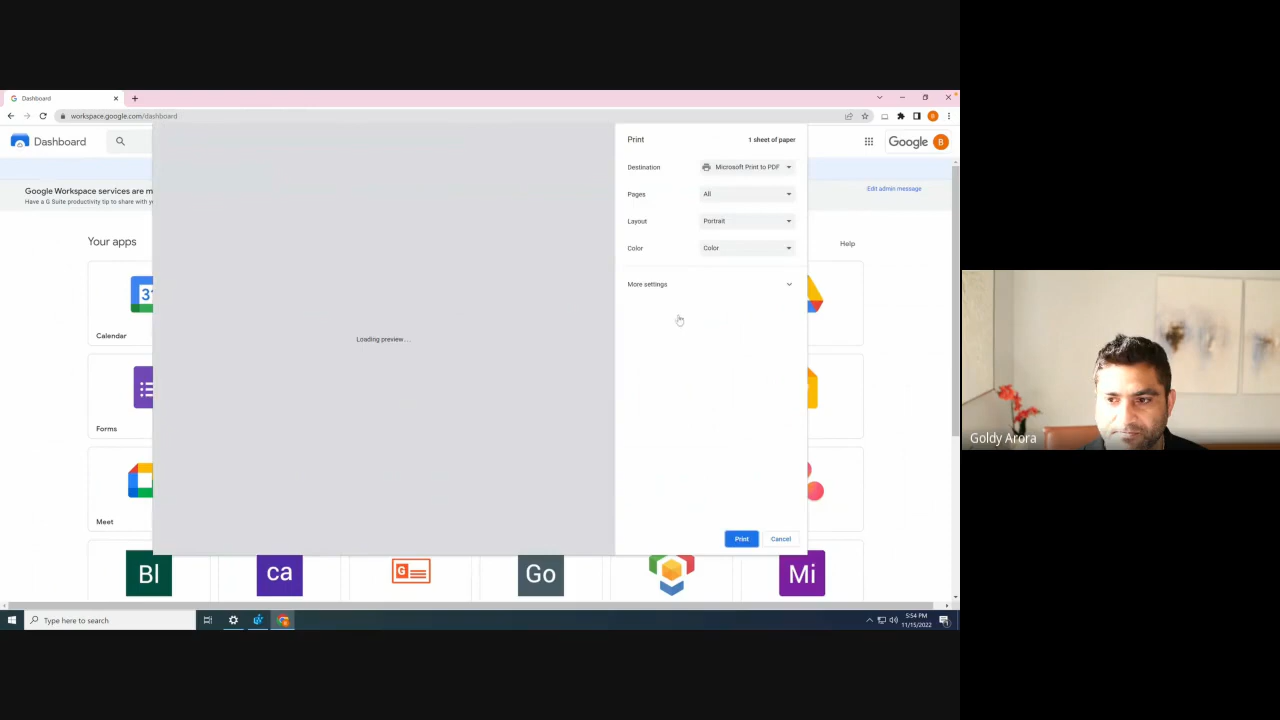 Dashboard
workspace.google.com/dashboard
Dashboard
Google B
B
Google Workspace services are m
Have a G Suite productivity tip to share with y
Edit admin message
Your apps
Help
31
Calendar
Forms
Meet
Bl
ca
G
Go
Mi
Print
1 sheet of paper
Destination
Microsoft Print to PDF
Pages
All
Layout
Portrait
Color
Color
More settings
Loading preview...
Print
Cancel
Type here to search
5:54 PM
11/15/2022
Goldy Arora